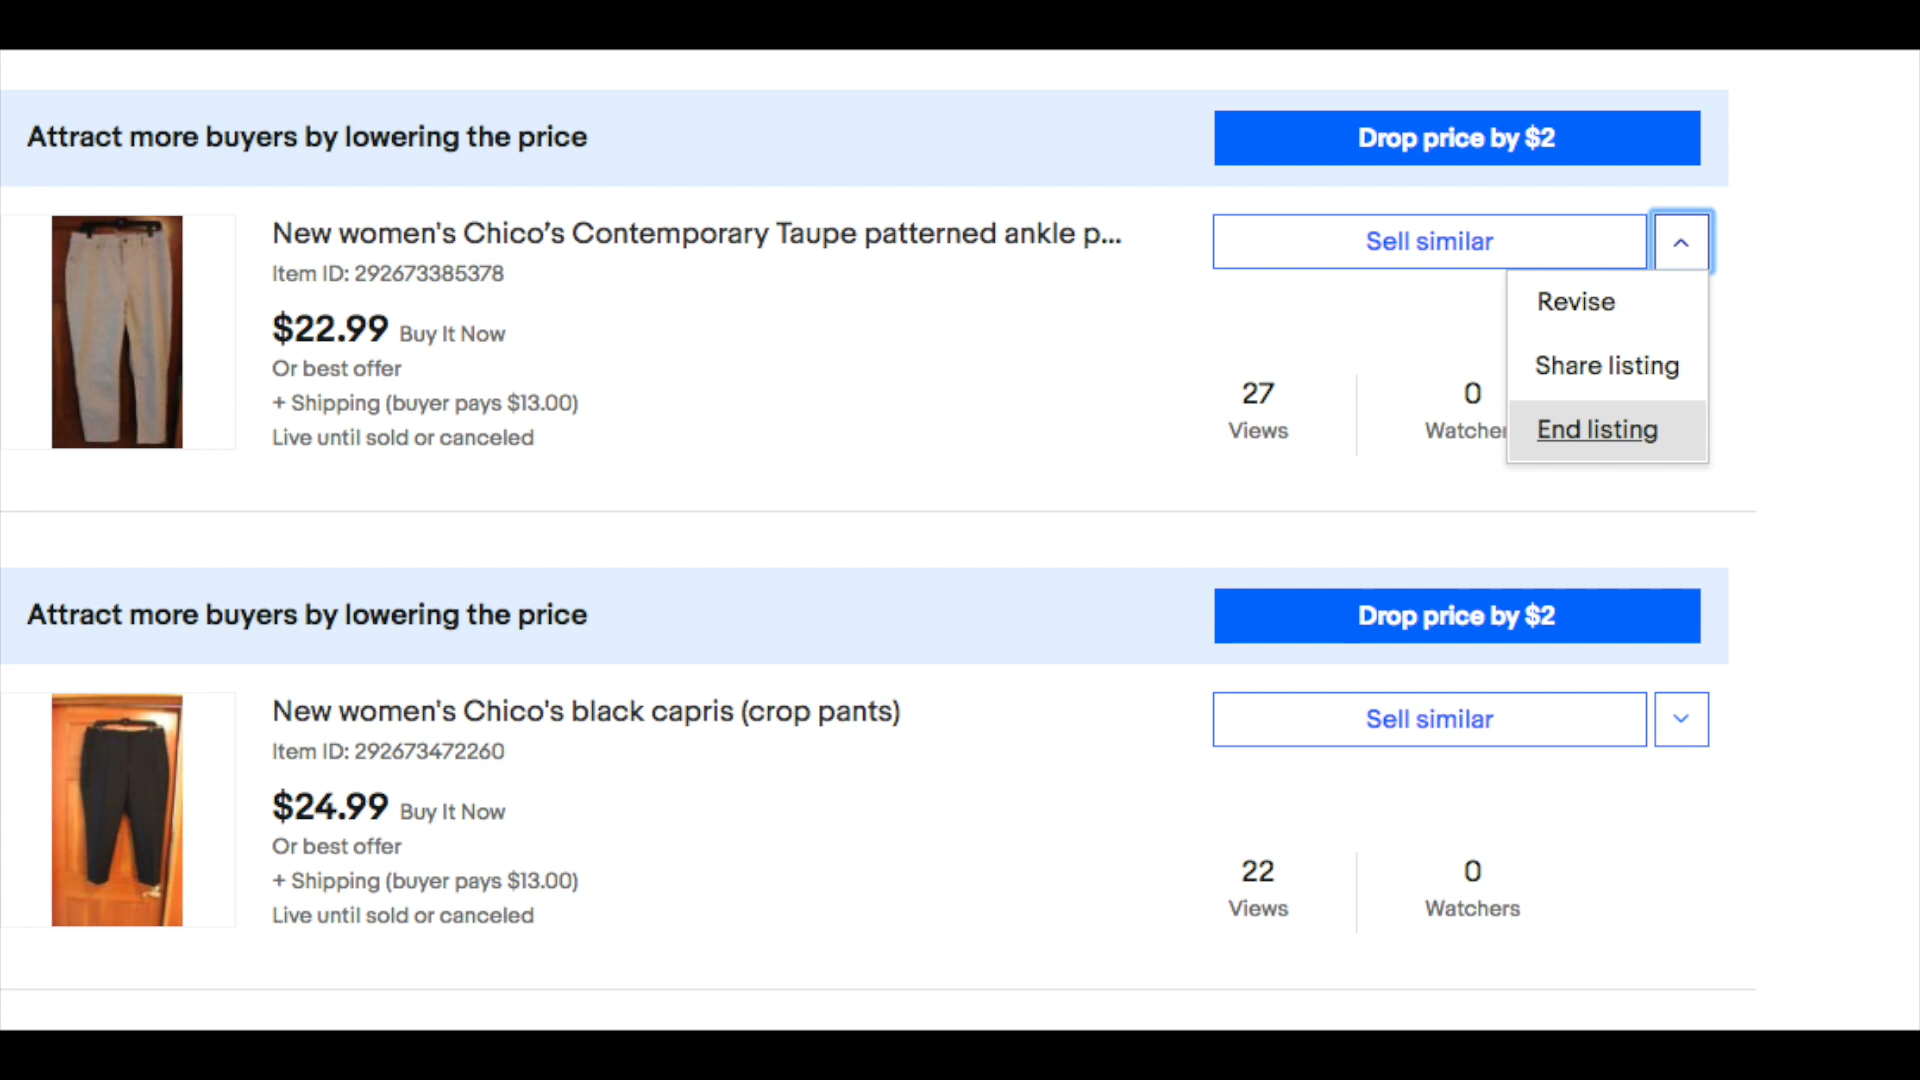 Attract more buyers by lowering the price
Drop price by $2
New women's Chico’s Contemporary Taupe patterned ankle p...
Item ID: 292673385378
$22.99 Buy It Now
Or best offer
+ Shipping (buyer pays $13.00)
Live until sold or canceled
Sell similar
Revise
Share listing
End listing
27
Views
0
Watcher
Attract more buyers by lowering the price
Drop price by $2
New women's Chico's black capris (crop pants)
Item ID: 292673472260
$24.99 Buy It Now
Or best offer
+ Shipping (buyer pays $13.00)
Live until sold or canceled
Sell similar
22
Views
0
Watchers